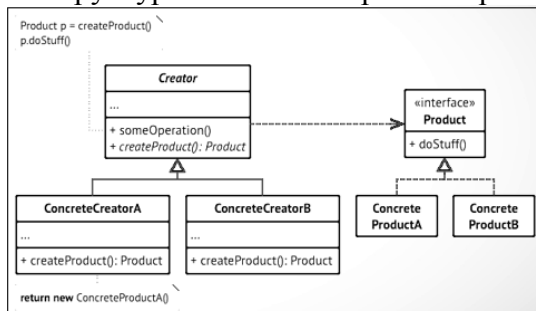 Product p = createProduct()
p.doStuff()
Creator
...
+ someOperation()
+ createProduct(): Product
«interface»
Product
+ doStuff()
ConcreteCreatorA
...
+ createProduct(): Product
ConcreteCreatorB
...
+ createProduct(): Product
Concrete
ProductA
Concrete
ProductB
return new ConcreteProductA()